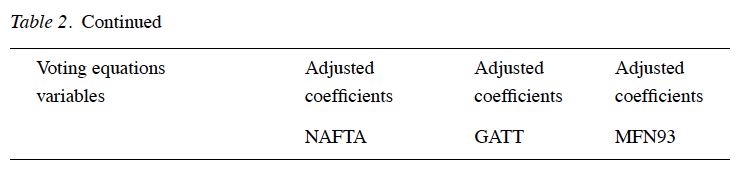 Table 2. Continued
Voting equations Adjusted Adjusted Adjusted
variables coefficients coefficients coefficients
NAFTA GATT MFN93